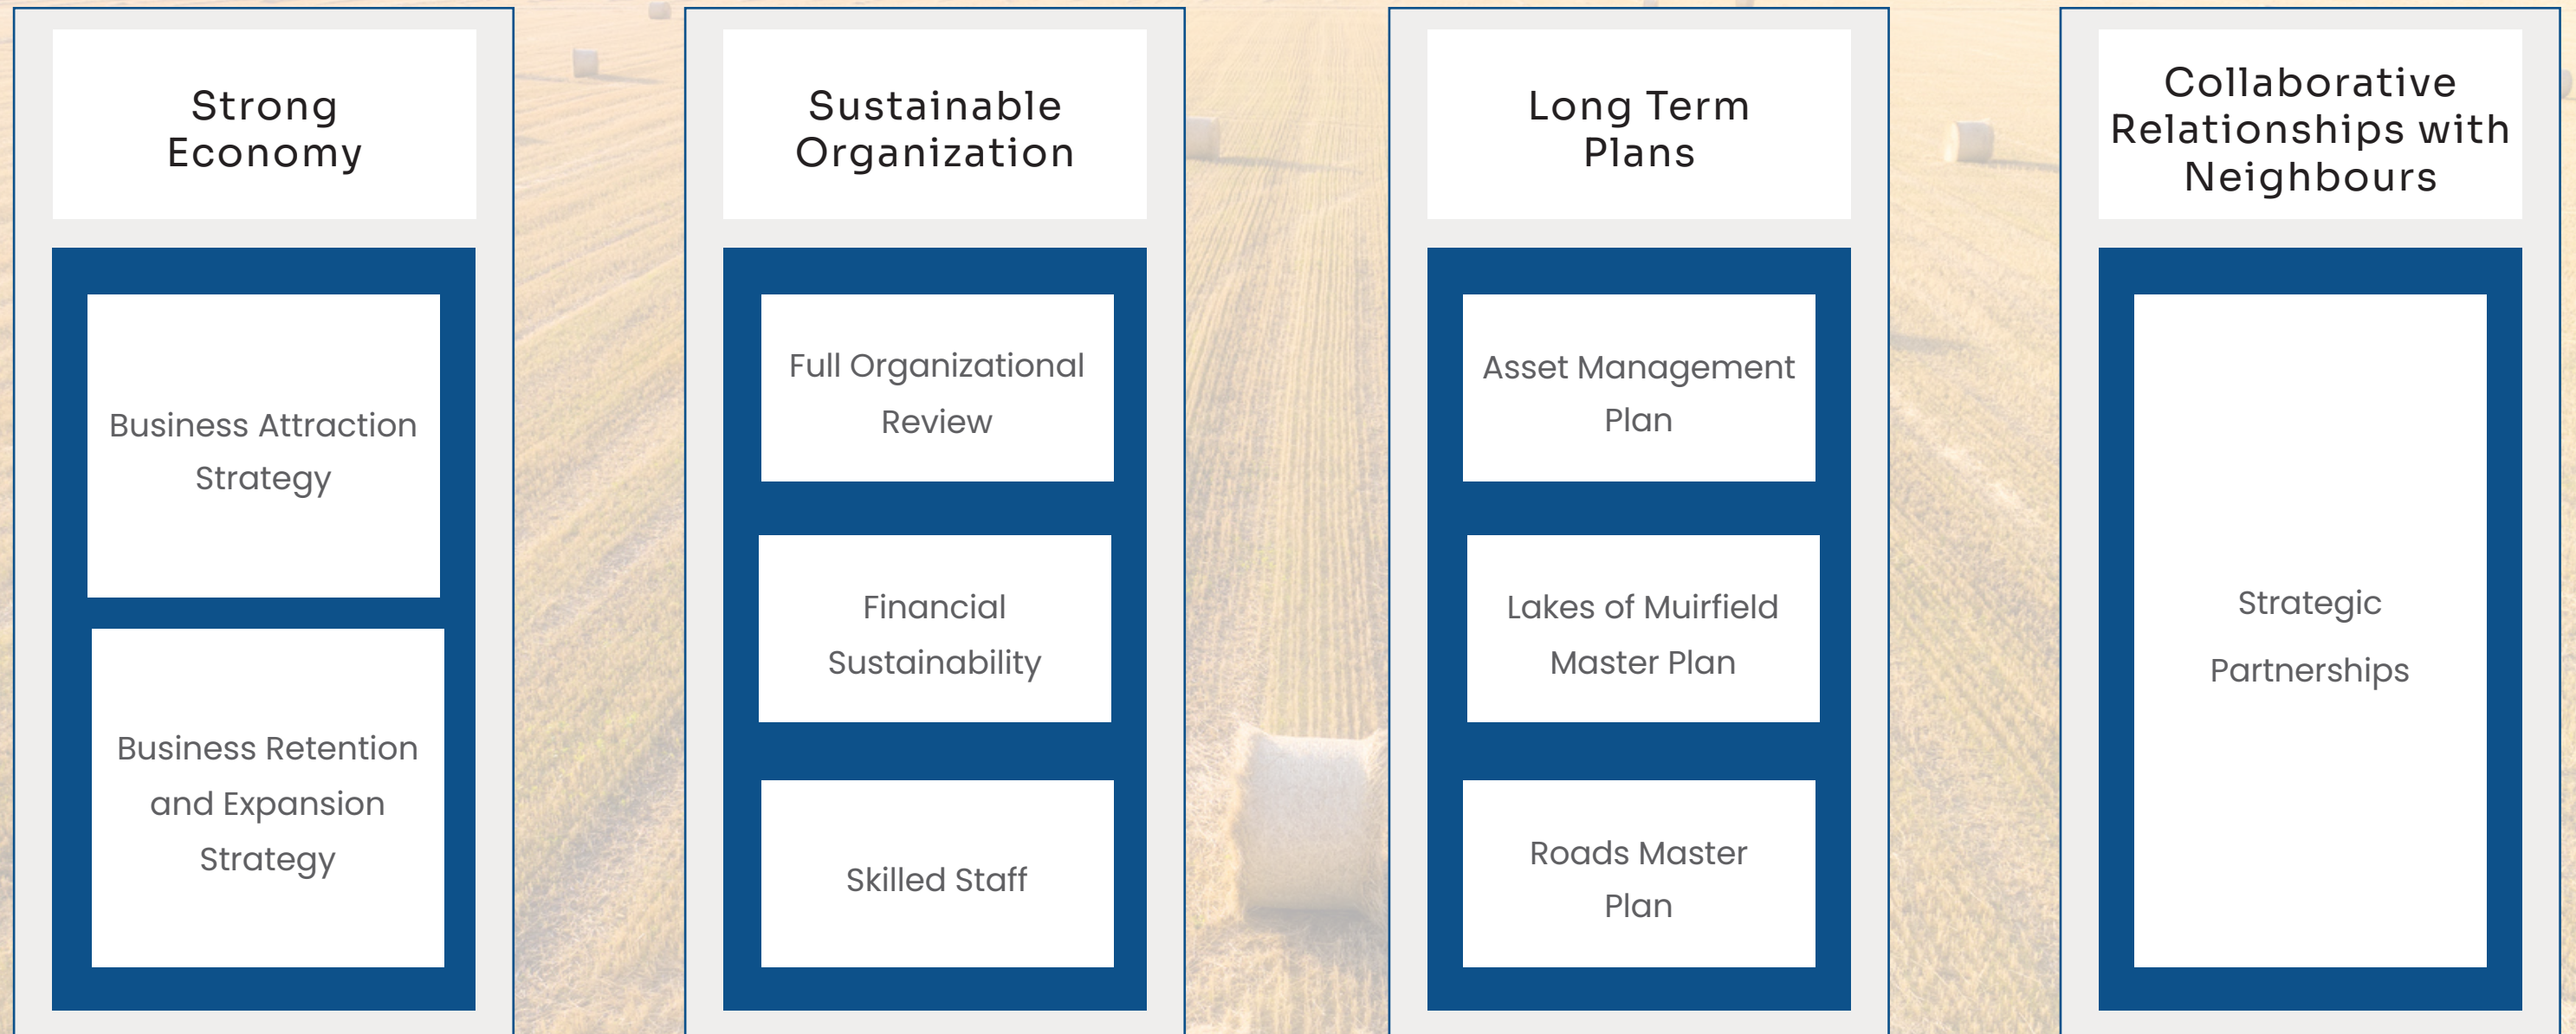 Strong
Economy
Business Attraction
Strategy
Business Retention
and Expansion
Strategy
Sustainable
Organization
Full Organizational
Review
Financial
Sustainability
Skilled Staff
Long Term
Plans
Asset Management
Plan
Lakes of Muirfield
Master Plan
Roads Master
Plan
Collaborative
Relationships with
Neighbours
Strategic
Partnerships